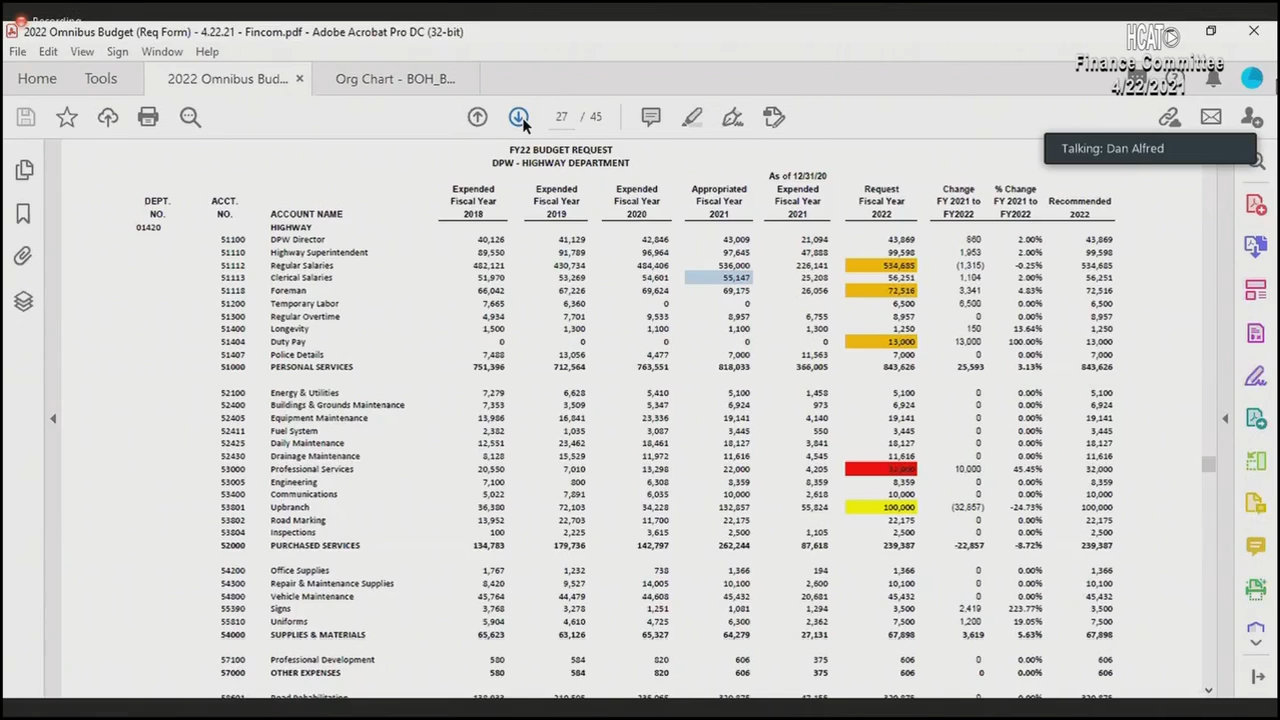 Recording
2022 Omnibus Budget (Req Form) - 4.22.21 - Fincom.pdf - Adobe Acrobat Pro DC (32-bit)
HCAT
File Edit View Window Help
Finance Committee
Home Tools 2022 Omnibus Bud... × Org Chart - BOH_B...
4/22/2021
27 / 45
Talking: Dan Alfred
FY22 BUDGET REQUEST
DPW - HIGHWAY DEPARTMENT
As of 12/31/20
Expended Expended Expended Appropriated Expended Request Change % Change
DEPT. ACCT. Fiscal Year Fiscal Year Fiscal Year Fiscal Year Fiscal Year Fiscal Year FY 2021 to FY 2021 to Recommended
NO. NO. ACCOUNT NAME 2018 2019 2020 2021 2021 2022 FY2022 FY2022 2022
01420 HIGHWAY
51100 DPW Director 40,126 41,129 42,846 43,009 21,094 43,869 860 2.00% 43,869
51110 Highway Superintendent 89,550 91,789 96,964 97,645 47,888 99,598 1,953 2.00% 99,598
51112 Regular Salaries 482,121 430,734 484,406 536,000 226,141 534,685 (1,315) -0.25% 534,685
51113 Clerical Salaries 51,970 53,269 54,601 55,147 25,208 56,251 1,104 2.00% 56,251
51118 Foreman 66,042 67,226 69,624 69,175 26,056 72,516 3,341 4.83% 72,516
51200 Temporary Labor 7,665 6,360 0 0 0 6,500 6,500 0.00% 6,500
51300 Regular Overtime 4,934 7,701 9,533 8,957 6,755 8,957 0 0.00% 8,957
51400 Longevity 1,500 1,300 1,100 1,100 1,300 1,250 150 13.64% 1,250
51404 Duty Pay 0 0 0 0 0 13,000 13,000 100.00% 13,000
51407 Police Details 7,488 13,056 4,477 7,000 11,563 7,000 0 0.00% 7,000
51000 PERSONAL SERVICES 751,396 712,564 763,551 818,033 366,005 843,626 25,593 3.13% 843,626
52100 Energy & Utilities 7,279 6,628 5,410 5,100 1,458 5,100 0 0.00% 5,100
52400 Buildings & Grounds Maintenance 7,353 3,509 5,347 6,924 973 6,924 0 0.00% 6,924
52405 Equipment Maintenance 13,986 16,841 23,336 19,141 4,140 19,141 0 0.00% 19,141
52411 Fuel System 2,382 1,035 3,087 3,445 550 3,445 0 0.00% 3,445
52425 Daily Maintenance 12,551 23,462 18,461 18,127 3,841 18,127 0 0.00% 18,127
52430 Drainage Maintenance 8,128 15,529 11,972 11,616 4,545 11,616 0 0.00% 11,616
53000 Professional Services 20,550 7,010 13,298 22,000 4,205 32,000 10,000 45.45% 32,000
53005 Engineering 7,100 800 6,308 8,359 8,359 8,359 0 0.00% 8,359
53400 Communications 5,022 7,891 6,035 10,000 2,618 10,000 0 0.00% 10,000
53801 Upbranch 36,380 72,103 34,228 132,857 55,824 100,000 (32,857) -24.73% 100,000
53802 Road Marking 13,952 22,703 11,700 22,175 22,175 0 0.00% 22,175
53804 Inspections 100 2,225 3,615 2,500 1,105 2,500 0 0.00% 2,500
52000 PURCHASED SERVICES 134,783 179,736 142,797 262,244 87,618 239,387 -22,857 -8.72% 239,387
54200 Office Supplies 1,767 1,232 738 1,366 194 1,366 0 0.00% 1,366
54300 Repair & Maintenance Supplies 8,420 9,527 14,005 10,100 2,600 10,100 0 0.00% 10,100
54800 Vehicle Maintenance 45,764 44,479 44,608 45,432 20,681 45,432 0 0.00% 45,432
55390 Signs 3,768 3,278 1,251 1,081 1,294 3,500 2,419 223.77% 3,500
55810 Uniforms 5,904 4,610 4,725 6,300 2,362 7,500 1,200 19.05% 7,500
54000 SUPPLIES & MATERIALS 65,623 63,126 65,327 64,279 27,131 67,898 3,619 5.63% 67,898
57100 Professional Development 580 584 820 606 375 606 0 0.00% 606
57000 OTHER EXPENSES 580 584 820 606 375 606 0 0.00% 606